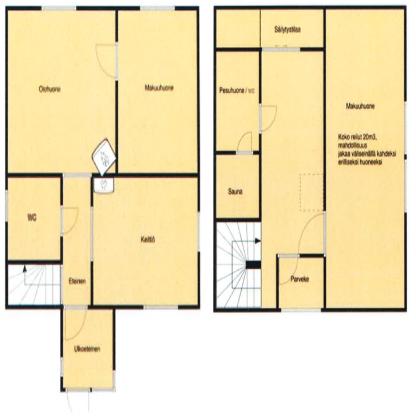 Olohuone
Makuuhuone
WC
Keittiö
Eteinen
Ulkoeteinen
Säilytystilaa
Pesuhuone / wc
Makuuhuone
Koko reilut 20m3,
mahdollisuus
jakaa väliseinällä kahdeksi
erilliseksi huoneeksi
Sauna
Parveke